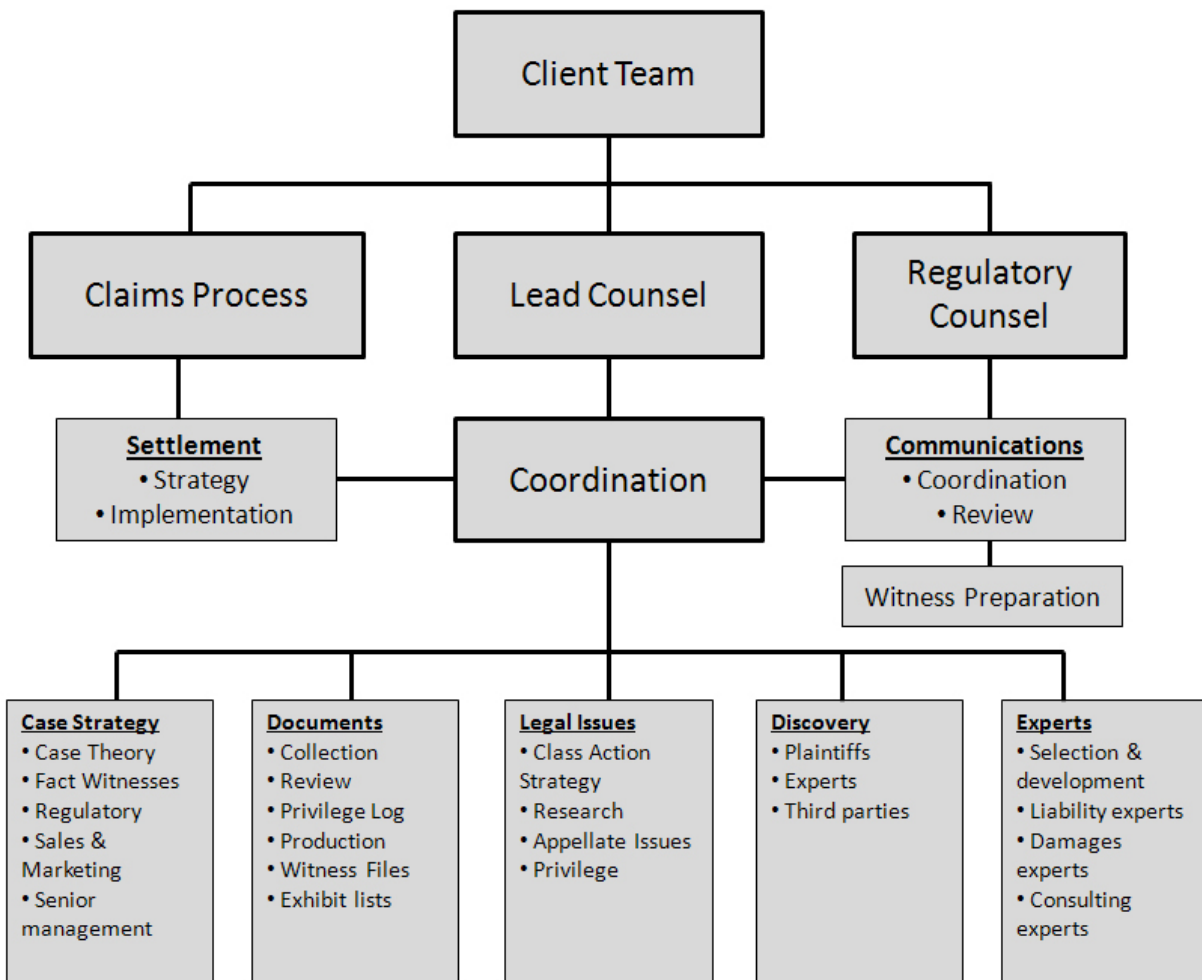 Client Team
Claims Process
Lead Counsel
Regulatory
Counsel
Settlement
• Strategy
• Implementation
Coordination
Communications
• Coordination
• Review
Witness Preparation
Case Strategy
• Case Theory
• Fact Witnesses
• Regulatory
• Sales &
Marketing
• Senior
management
Documents
• Collection
• Review
• Privilege Log
• Production
• Witness Files
• Exhibit lists
Legal Issues
• Class Action
Strategy
• Research
• Appellate Issues
• Privilege
Discovery
• Plaintiffs
• Experts
• Third parties
Experts
• Selection &
development
• Liability experts
• Damages
experts
• Consulting
experts